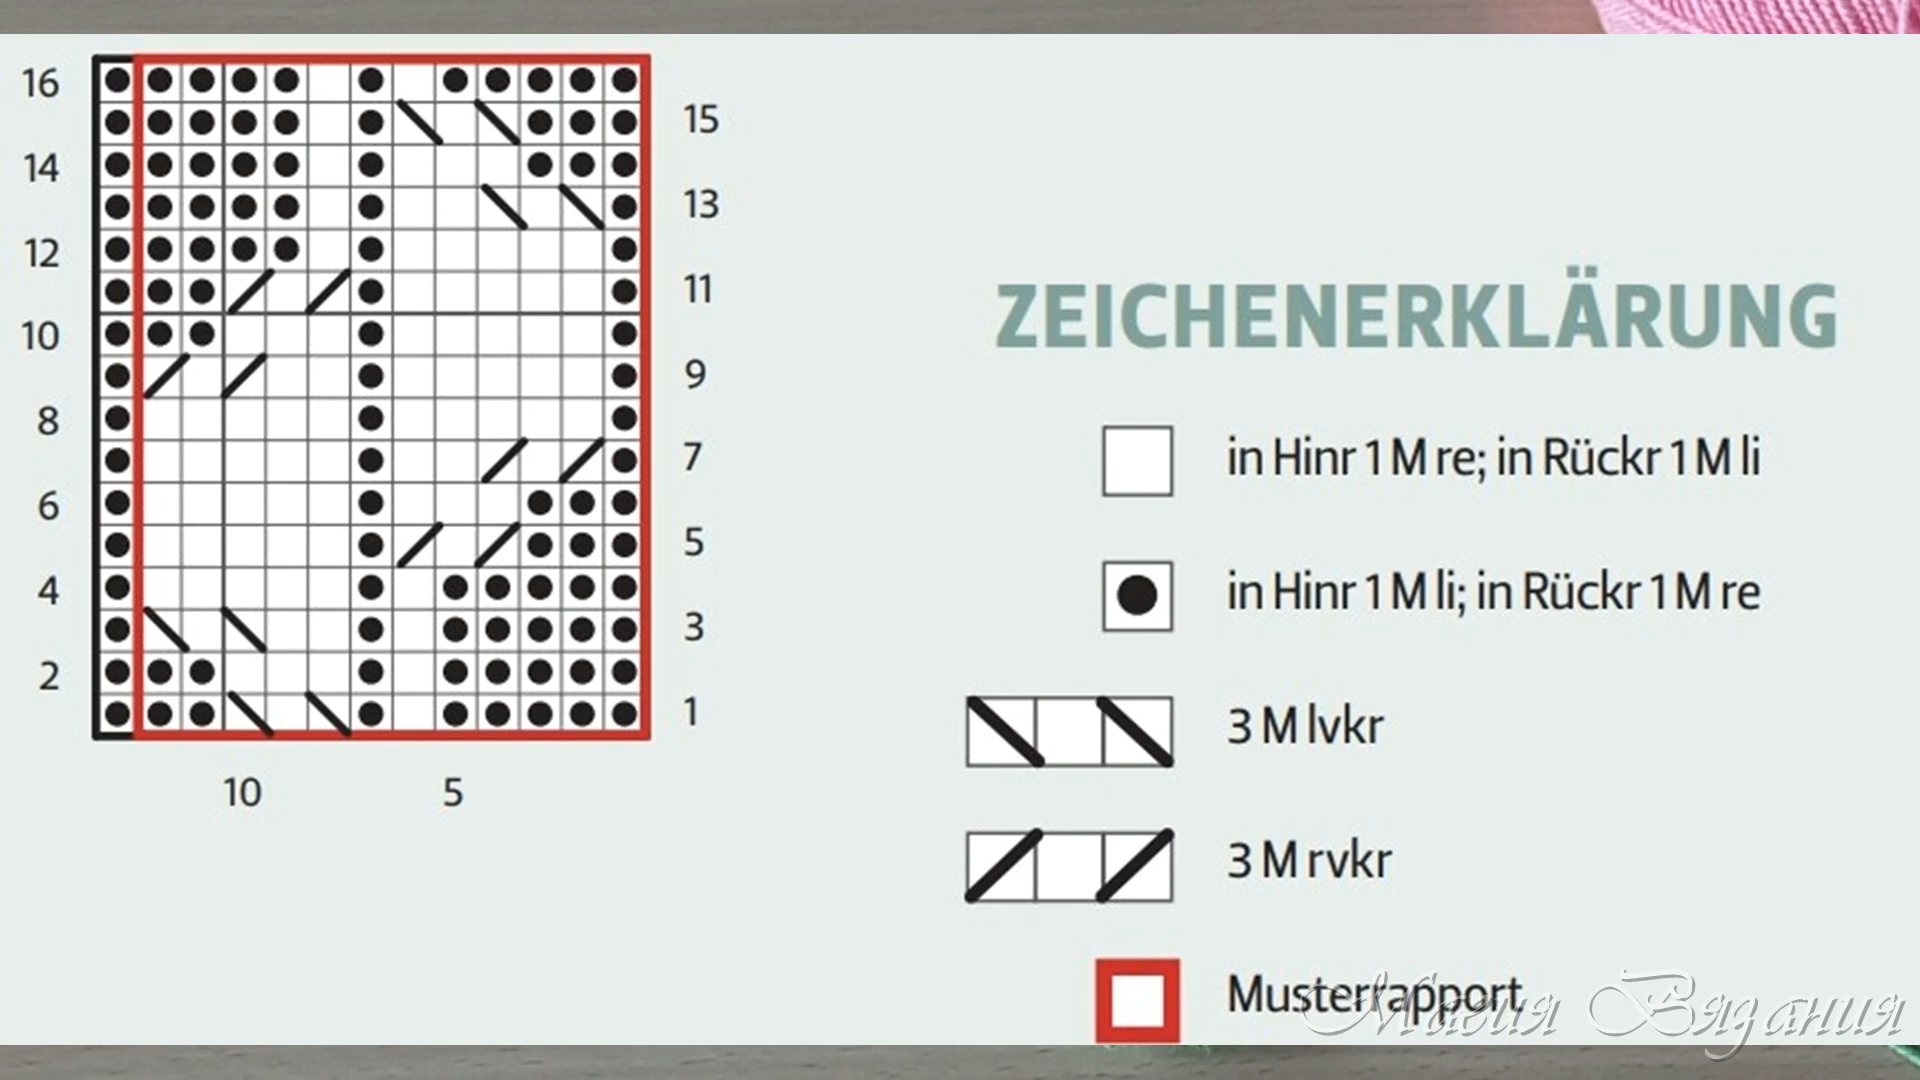 16
15
14
13
12
11
10
9
8
7
6
5
4
3
2
1
10 5
ZEICHENERKLÄRUNG
in Hinr 1 M re; in Rückr 1 M li
in Hinr 1 M li; in Rückr 1 M re
3 M lvkr
3 M rvkr
Musterrapport
Магия Вязания